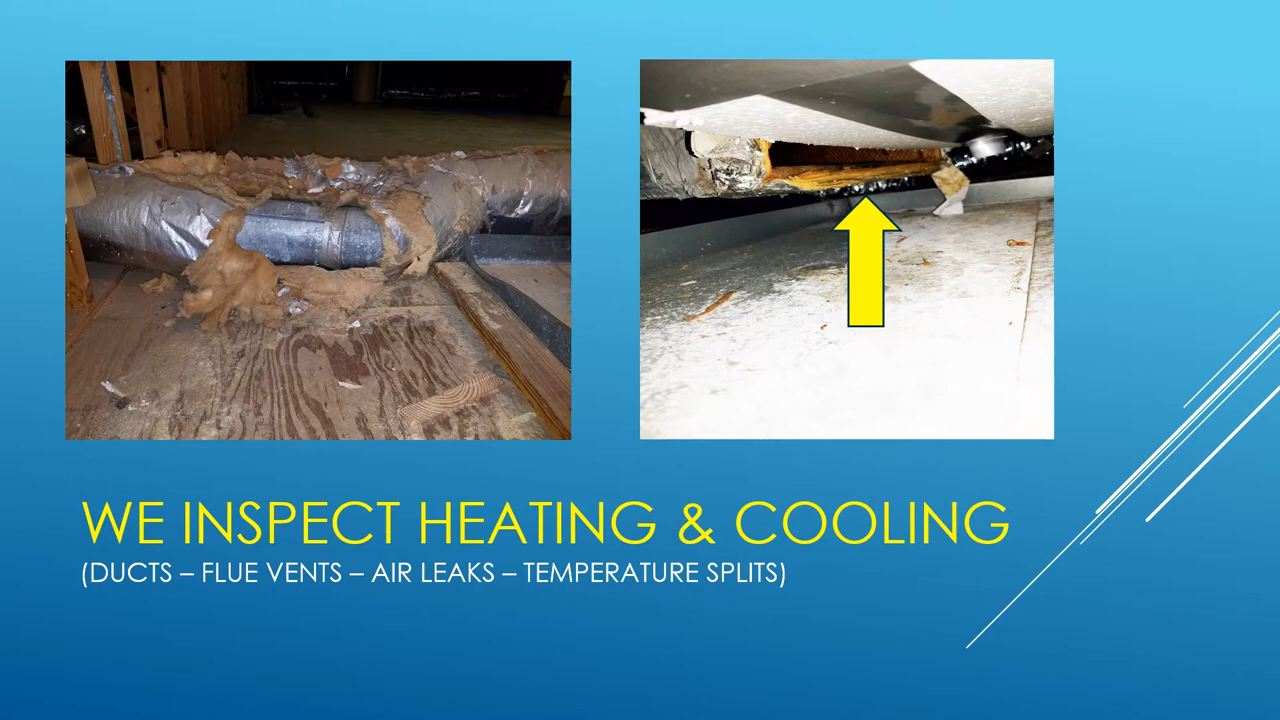 WE INSPECT HEATING & COOLING
(DUCTS – FLUE VENTS – AIR LEAKS – TEMPERATURE SPLITS)